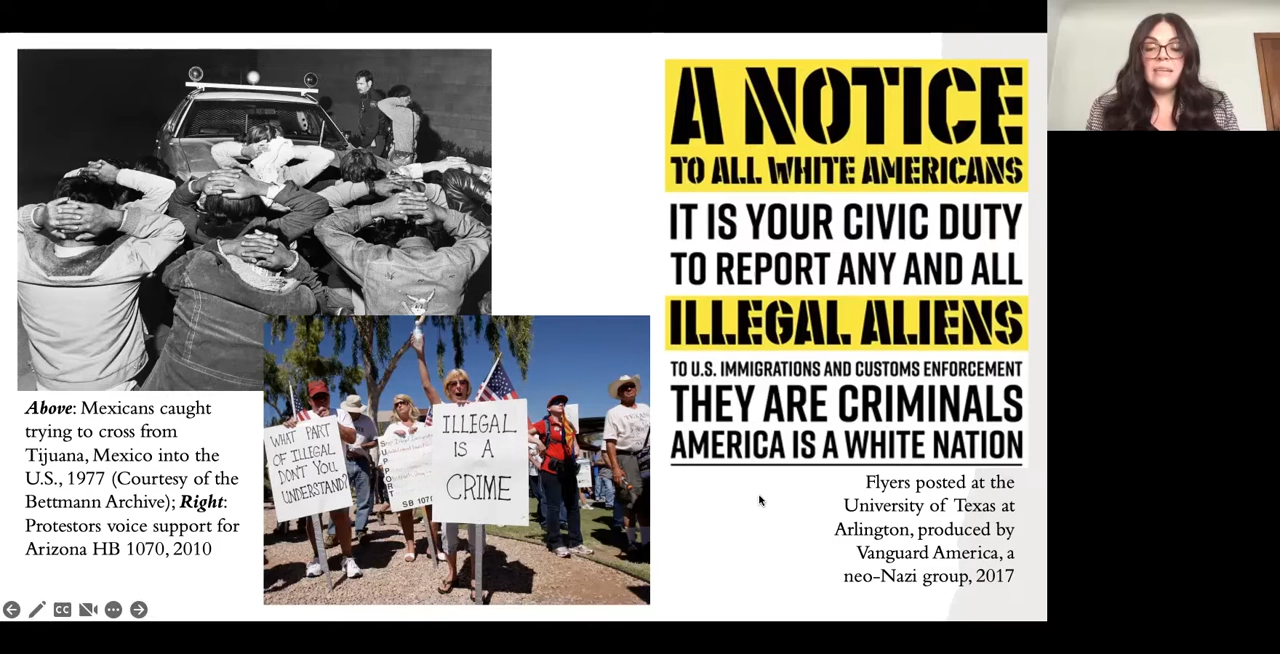 Above: Mexicans caught
trying to cross from
Tijuana, Mexico into the
U.S., 1977 (Courtesy of the
Bettmann Archive); Right:
Protestors voice support for
Arizona HB 1070, 2010
WHAT PART
OF ILLEGAL
DON'T YOU
UNDERSTAND?
SB 1070
ILLEGAL
IS A
CRIME
A NOTICE
TO ALL WHITE AMERICANS
IT IS YOUR CIVIC DUTY
TO REPORT ANY AND ALL
ILLEGAL ALIENS
TO U.S. IMMIGRATIONS AND CUSTOMS ENFORCEMENT
THEY ARE CRIMINALS
AMERICA IS A WHITE NATION
Flyers posted at the
University of Texas at
Arlington, produced by
Vanguard America, a
neo-Nazi group, 2017
CC